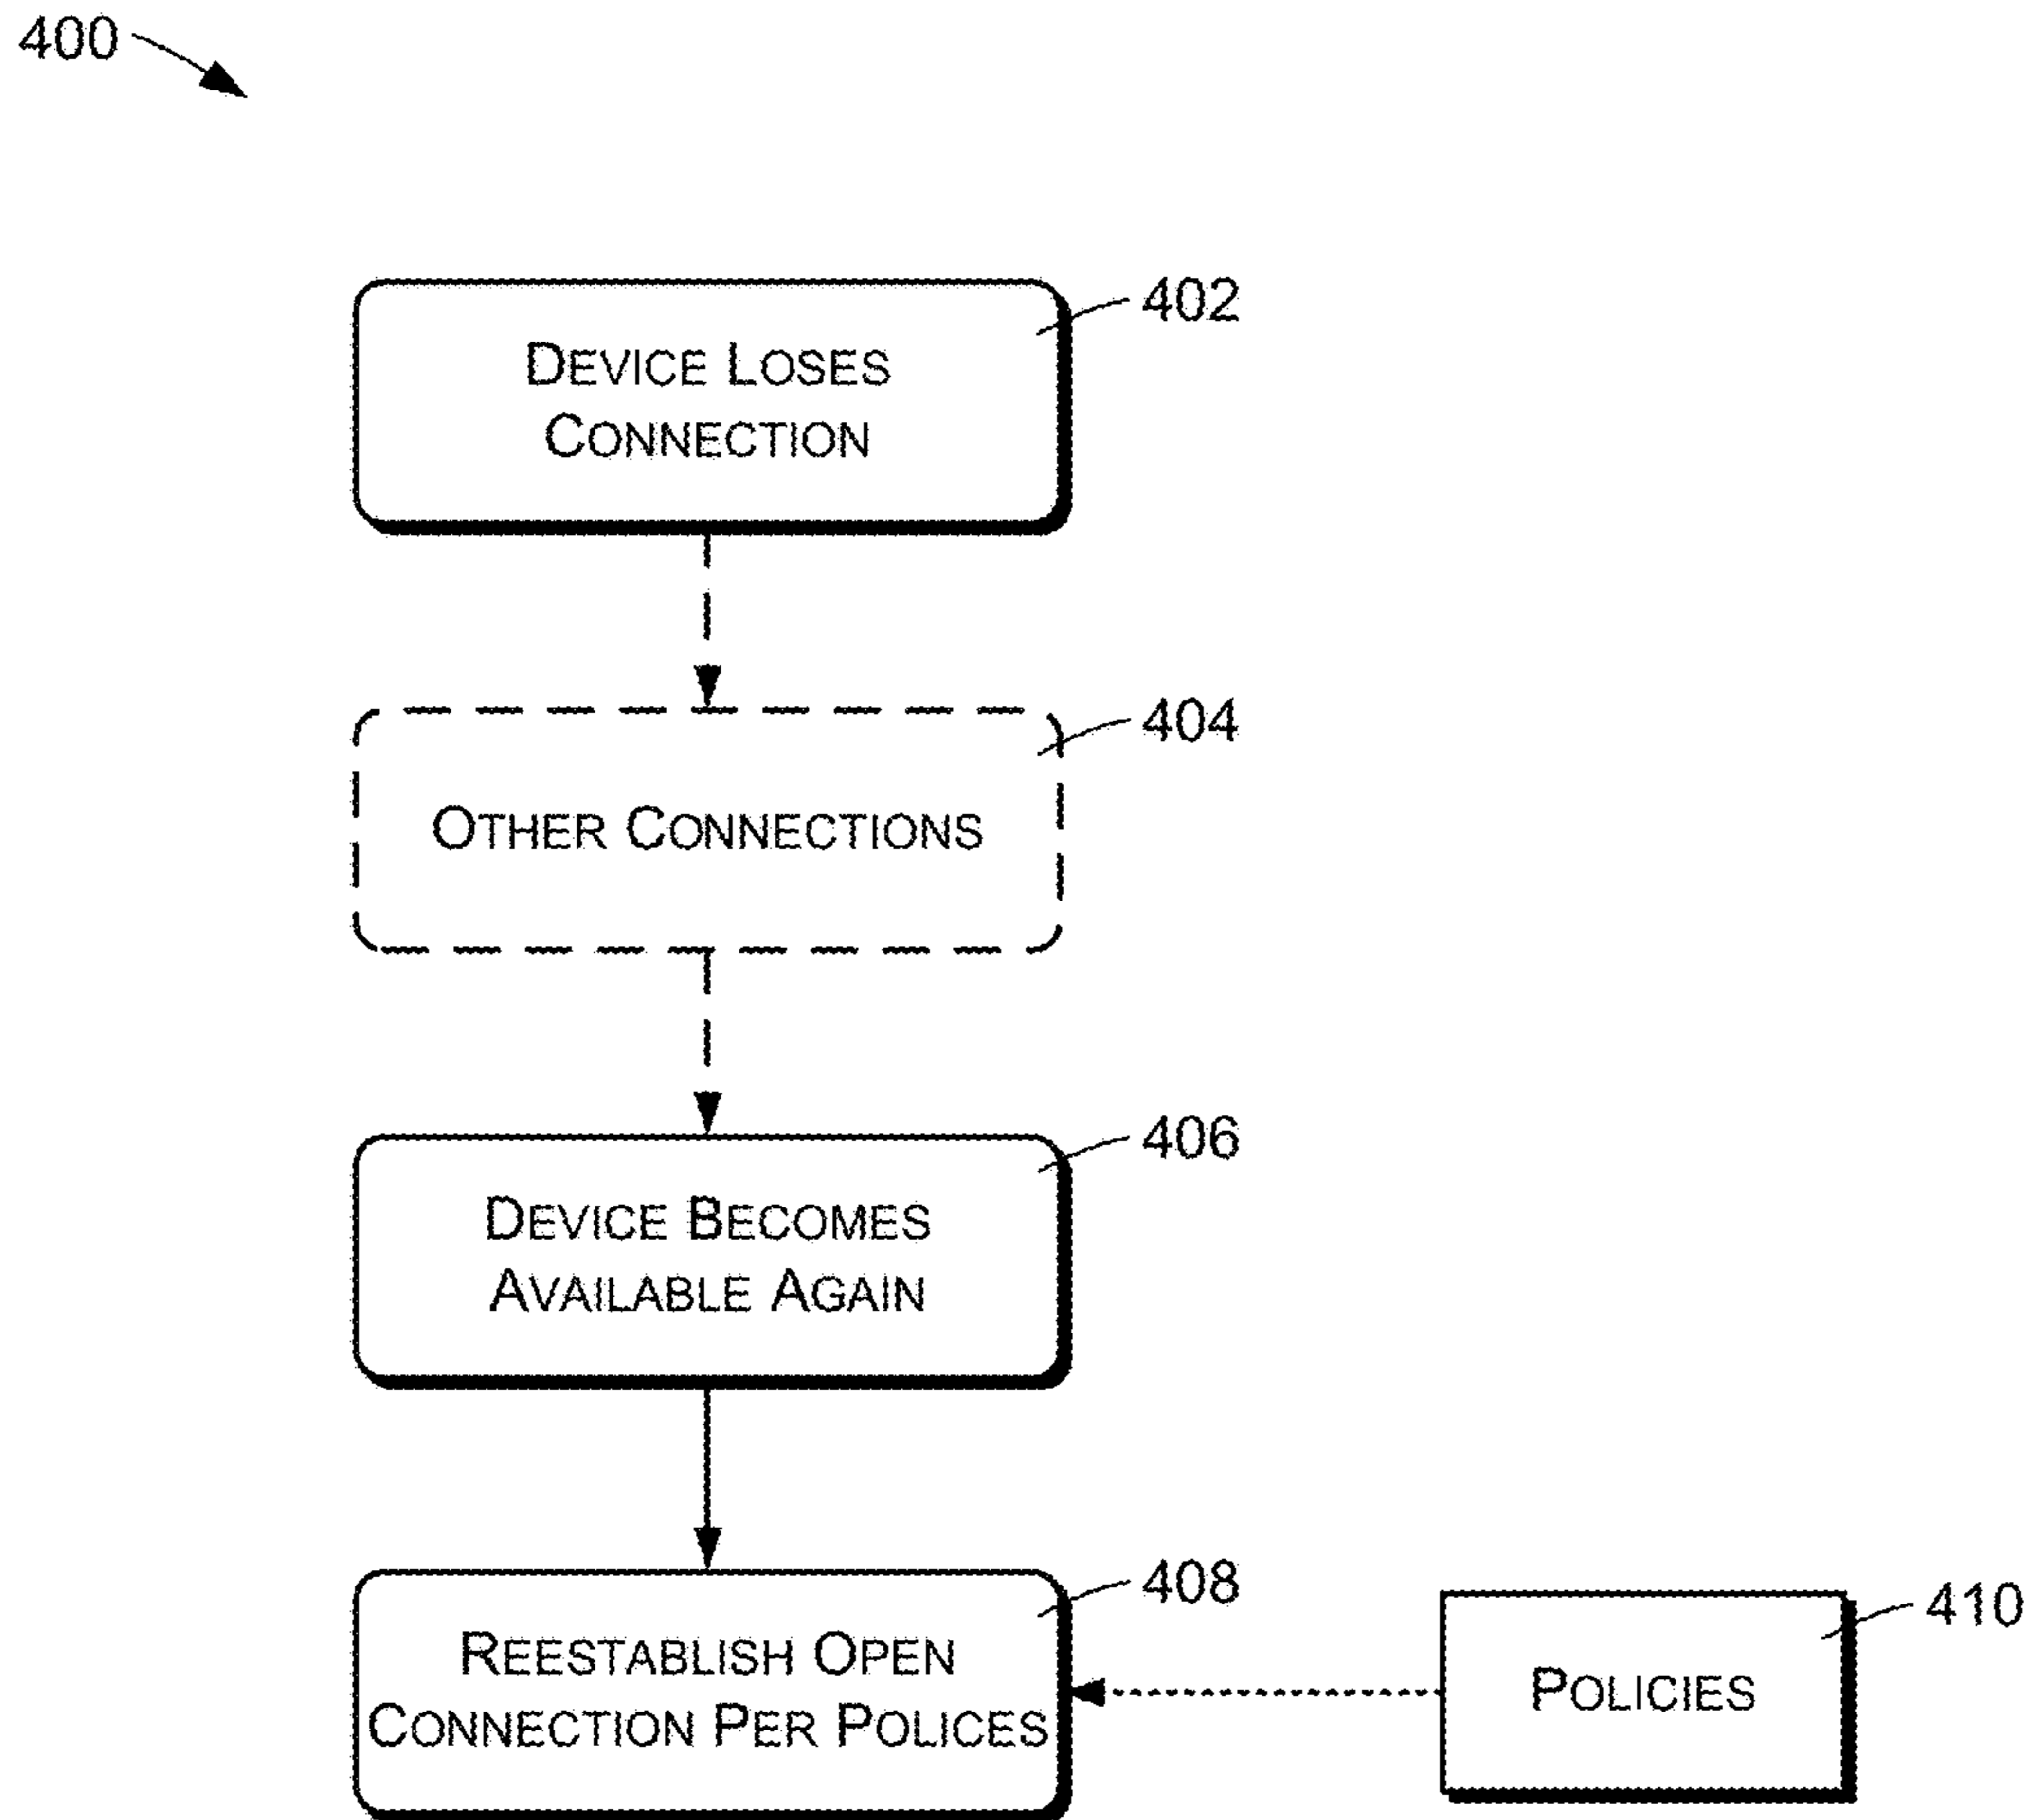 400
402
DEVICE LOSES
CONNECTION
404
OTHER CONNECTIONS
406
DEVICE BECOMES
AVAILABLE AGAIN
408
REESTABLISH OPEN
CONNECTION PER POLICES
410
POLICIES